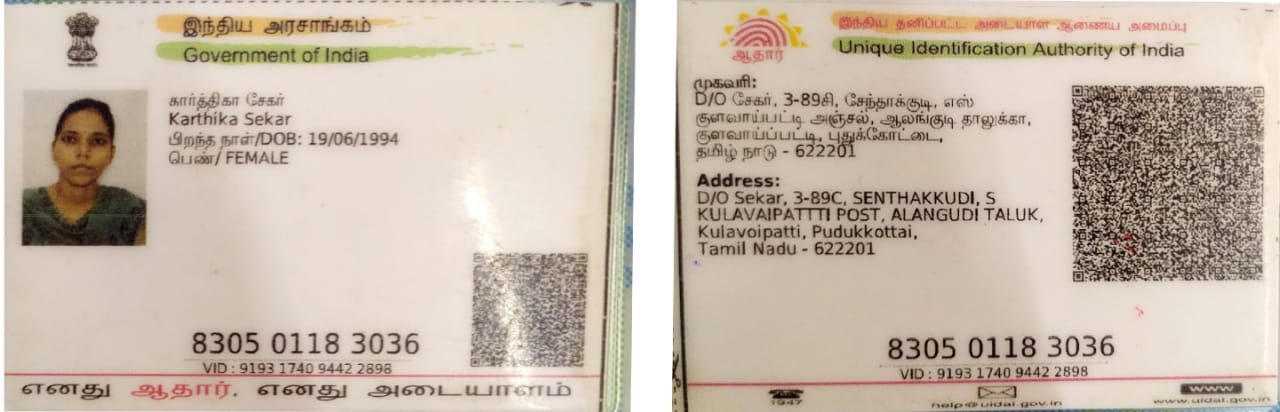 இந்திய அரசாங்கம்
Government of India
கார்த்திகா சேகர்
Karthika Sekar
பிறந்த நாள்/DOB: 19/06/1994
பெண்/ FEMALE
8305 0118 3036
VID : 9193 1740 9442 2898
எனது ஆதார், எனது அடையாளம்
இந்திய தனிப்பட்ட அடையாள ஆணைய அமைப்பு
Unique Identification Authority of India
ஆதார்
முகவரி:
D/O சேகர், 3-89சி, சேந்தாக்குடி, எஸ்
குளவாய்பட்டி அஞ்சல், ஆலங்குடி தாலுக்கா,
குளவாய்ப்பட்டி, புதுக்கோட்டை,
தமிழ் நாடு - 622201
Address:
D/O Sekar, 3-89C, SENTHAKKUDI, S
KULAVAIPATTTI POST, ALANGUDI TALUK,
Kulavoipatti, Pudukkottai,
Tamil Nadu - 622201
8305 0118 3036
VID : 9193 1740 9442 2898
1947
help@uidai.gov.in
www
www.uidai.gov.in